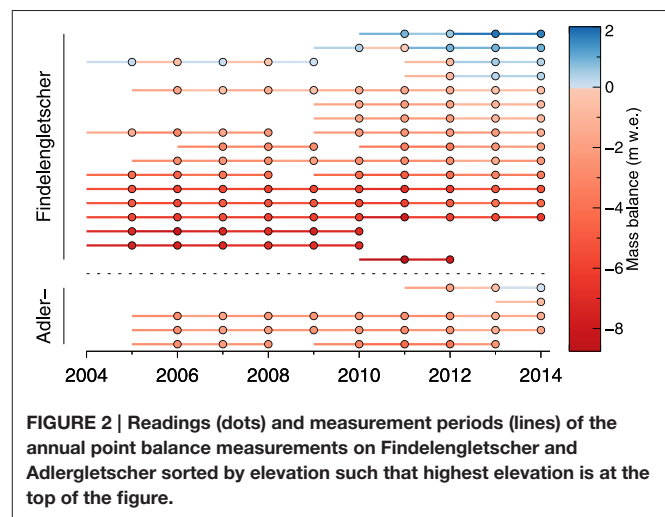 Findelengletscher
Adler–
2004 2006 2008 2010 2012 2014
2
0
−2
−4
−6
−8
Mass balance (m w.e.)
FIGURE 2 | Readings (dots) and measurement periods (lines) of the
annual point balance measurements on Findelengletscher and
Adlergletscher sorted by elevation such that highest elevation is at the
top of the figure.